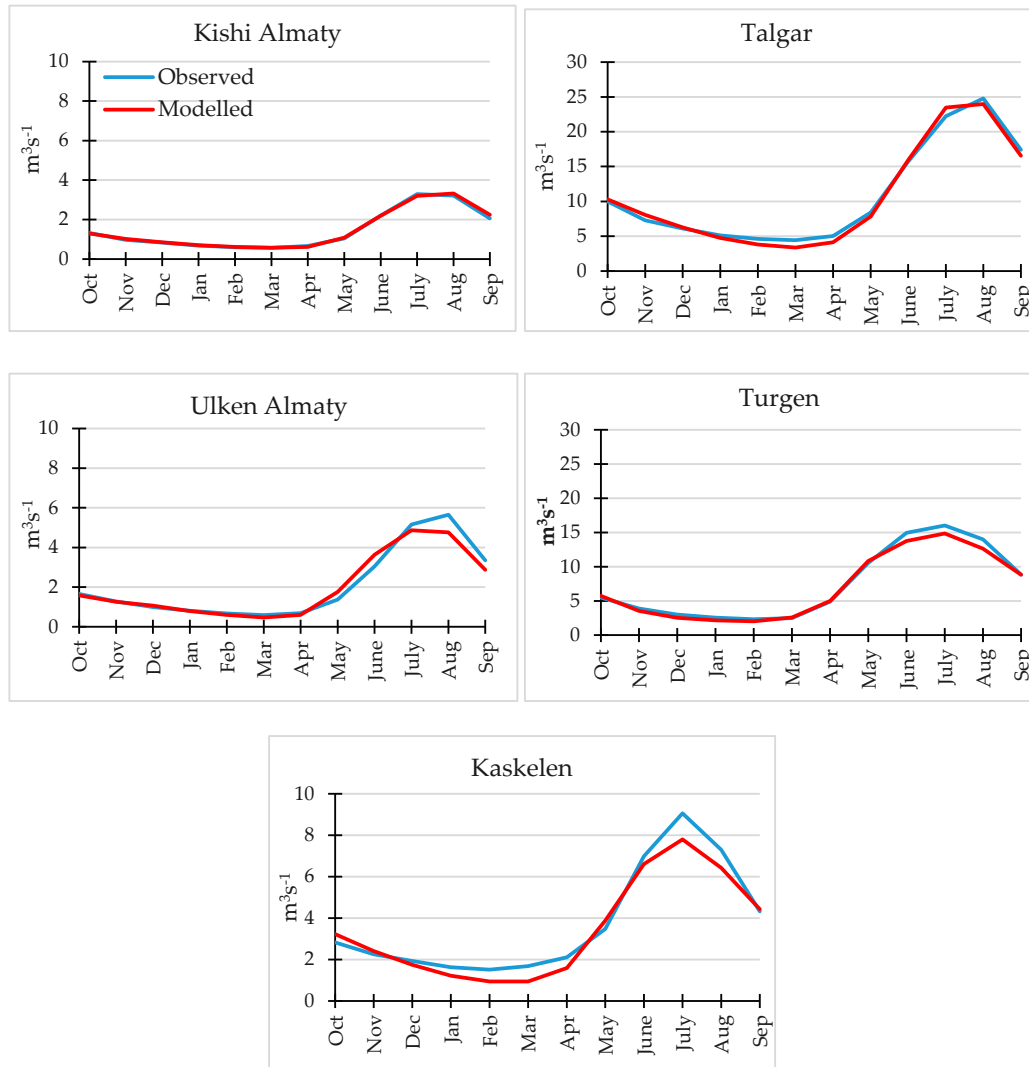 Kishi Almaty
10
8
6
4
2
0
m³s⁻¹
Observed
Modelled
Oct Nov Dec Jan Feb Mar Apr May June July Aug Sep
Talgar
30
25
20
15
10
5
0
m³s⁻¹
Oct Nov Dec Jan Feb Mar Apr May June July Aug Sep
Ulken Almaty
10
8
6
4
2
0
m³s⁻¹
Oct Nov Dec Jan Feb Mar Apr May June July Aug Sep
Turgen
30
25
20
15
10
5
0
m³s⁻¹
Oct Nov Dec Jan Feb Mar Apr May June July Aug Sep
Kaskelen
10
8
6
4
2
0
m³s⁻¹
Oct Nov Dec Jan Feb Mar Apr May June July Aug Sep